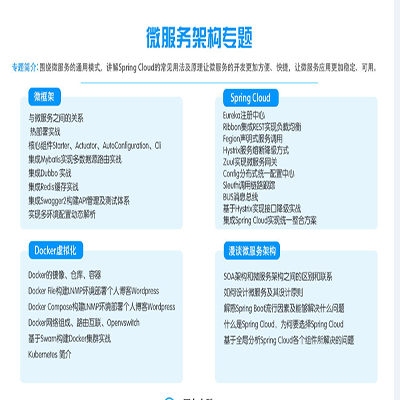 微服务架构专题
专题简介: 围绕微服务的通用模式，讲解Spring Cloud的常见用法及原理让微服务的开发更加方便、快捷，让微服务应用更加稳定、可用。
微框架
与微服务之间的关系
热部署实战
核心组件Starter、Actuator、AutoConfiguration、Cli
集成Mybaris实现多数据源路由实战
集成Dubbo 实战
集成Redis缓存实战
集成Swagger2构建API管理及测试体系
实现多环境配置动态解析
Spring Cloud
Eureka注册中心
Ribbon集成REST实现负载均衡
Fegion声明式服务调用
Hystrix服务熔断降级方式
Zuul实现微服务网关
Config分布式统一配置中心
Sleuth调用链路跟踪
BUS消息总线
基于Hystrix实现接口降级实战
集成Spring Cloud实现统一整合方案
Docker虚拟化
Docker的镜像、仓库、容器
Docker File构建LNMP环境部署个人博客Wordpress
Docker Compose构建LNMP环境部署个人博客Wordpress
Docker网络组成、路由互联、Openvswitch
基于Swarm构建Docker集群实战
Kubernetes 简介
漫谈微服务架构
SOA架构和微服务架构之间的区别和联系
如何设计微服务及其设计原则
解惑Spring Boot流行因素及能够解决什么问题
什么是Spring Cloud，为何要选择Spring Cloud
基于全局分析Spring Cloud各个组件所解决的问题